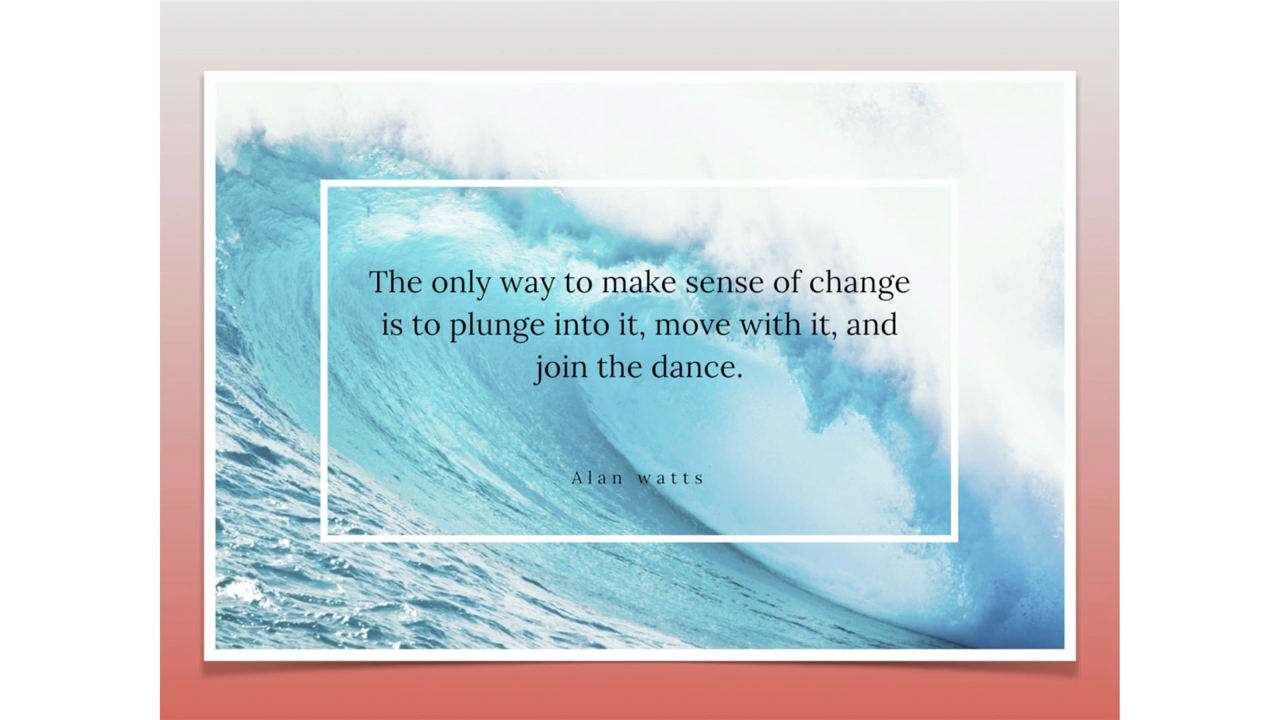 The only way to make sense of change
is to plunge into it, move with it, and
join the dance.
Alan watts